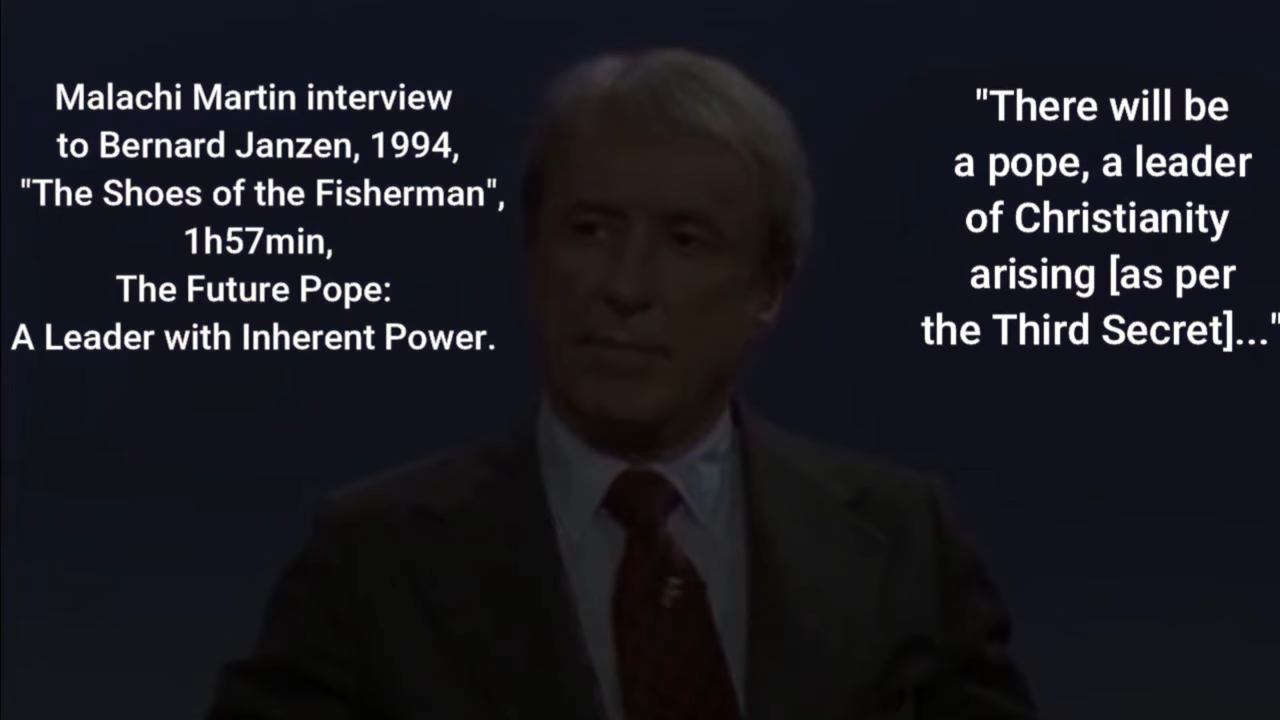 Malachi Martin interview
to Bernard Janzen, 1994,
"The Shoes of the Fisherman",
1h57min,
The Future Pope:
A Leader with Inherent Power.
"There will be
a pope, a leader
of Christianity
arising [as per
the Third Secret]..."